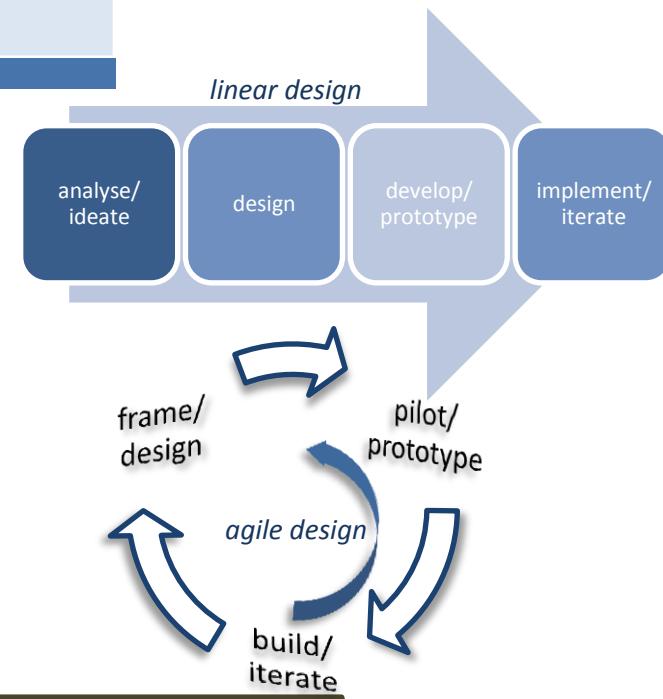 linear design
analyse/
ideate
design
develop/
prototype
implement/
iterate
frame/
design
pilot/
prototype
agile design
build/
iterate